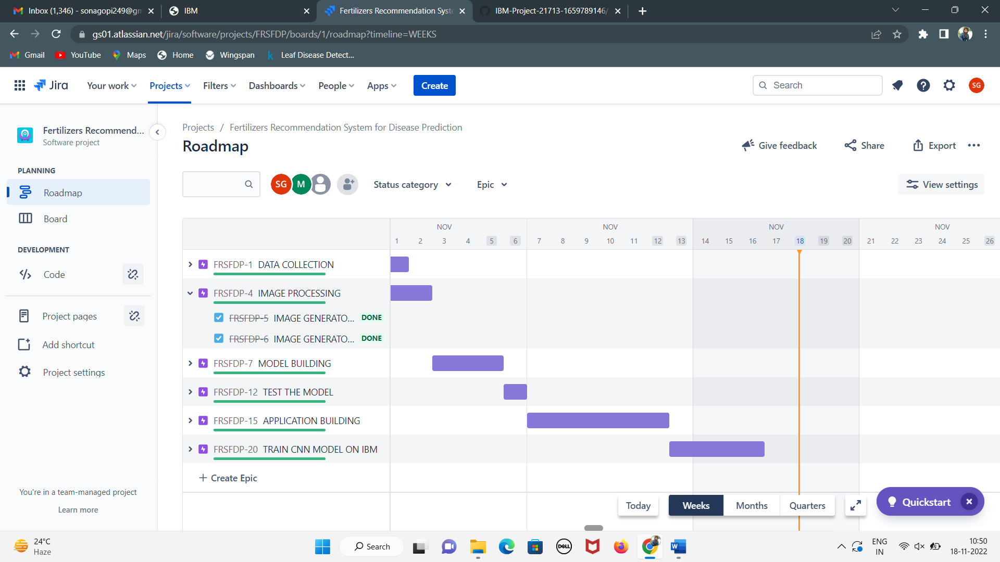 Inbox (1,346) - sonagopi249@gm
IBM
Fertilizers Recommendation Syste
IBM-Project-21713-1659789146/
gs01.atlassian.net/jira/software/projects/FRSFDP/boards/1/roadmap?timeline=WEEKS
Gmail
YouTube
Maps
Home
Wingspan
k
Leaf Disease Detect...
Jira
Your work
Projects
Filters
Dashboards
People
Apps
Create
Search
SG
Fertilizers Recommend...
Software project
PLANNING
Roadmap
Board
DEVELOPMENT
Code
Project pages
Add shortcut
Project settings
You're in a team-managed project
Learn more
Projects / Fertilizers Recommendation System for Disease Prediction
Roadmap
Give feedback
Share
Export
SG M
Status category
Epic
View settings
NOV NOV NOV NOV
1 2 3 4 5 6 7 8 9 10 11 12 13 14 15 16 17 18 19 20 21 22 23 24 25 26
FRSFDP-1 DATA COLLECTION
FRSFDP-4 IMAGE PROCESSING
FRSFDP-5 IMAGE GENERATO... DONE
FRSFDP-6 IMAGE GENERATO... DONE
FRSFDP-7 MODEL BUILDING
FRSFDP-12 TEST THE MODEL
FRSFDP-15 APPLICATION BUILDING
FRSFDP-20 TRAIN CNN MODEL ON IBM
+ Create Epic
Today
Weeks
Months
Quarters
Quickstart
24°C
Haze
Search
DELL
W
ENG
IN
10:50
18-11-2022